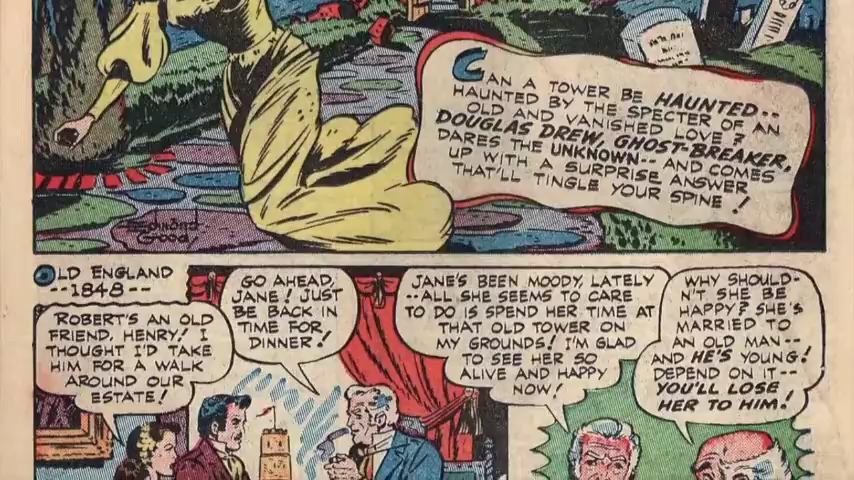 CAN A TOWER BE HAUNTED--
HAUNTED BY THE SPECTER OF AN
OLD AND VANISHED LOVE?
DOUGLAS DREW, GHOST-BREAKER,
DARES THE UNKNOWN-- AND COMES
UP WITH A SURPRISE ANSWER
THAT'LL TINGLE YOUR SPINE!
Edmond
Good
OLD ENGLAND
--1848--
ROBERT'S AN OLD
FRIEND, HENRY! I
THOUGHT I'D TAKE
HIM FOR A WALK
AROUND OUR
ESTATE!
GO AHEAD,
JANE! JUST
BE BACK IN
TIME FOR
DINNER!
JANE'S BEEN MOODY, LATELY
--ALL SHE SEEMS TO CARE
TO DO IS SPEND HER TIME AT
THAT OLD TOWER ON
MY GROUNDS! I'M GLAD
TO SEE HER SO
ALIVE AND HAPPY
NOW!
WHY SHOULD-
N'T SHE BE
HAPPY? SHE'S
MARRIED TO
AN OLD MAN--
AND HE'S YOUNG!
DEPEND ON IT--
YOU'LL LOSE
HER TO HIM!